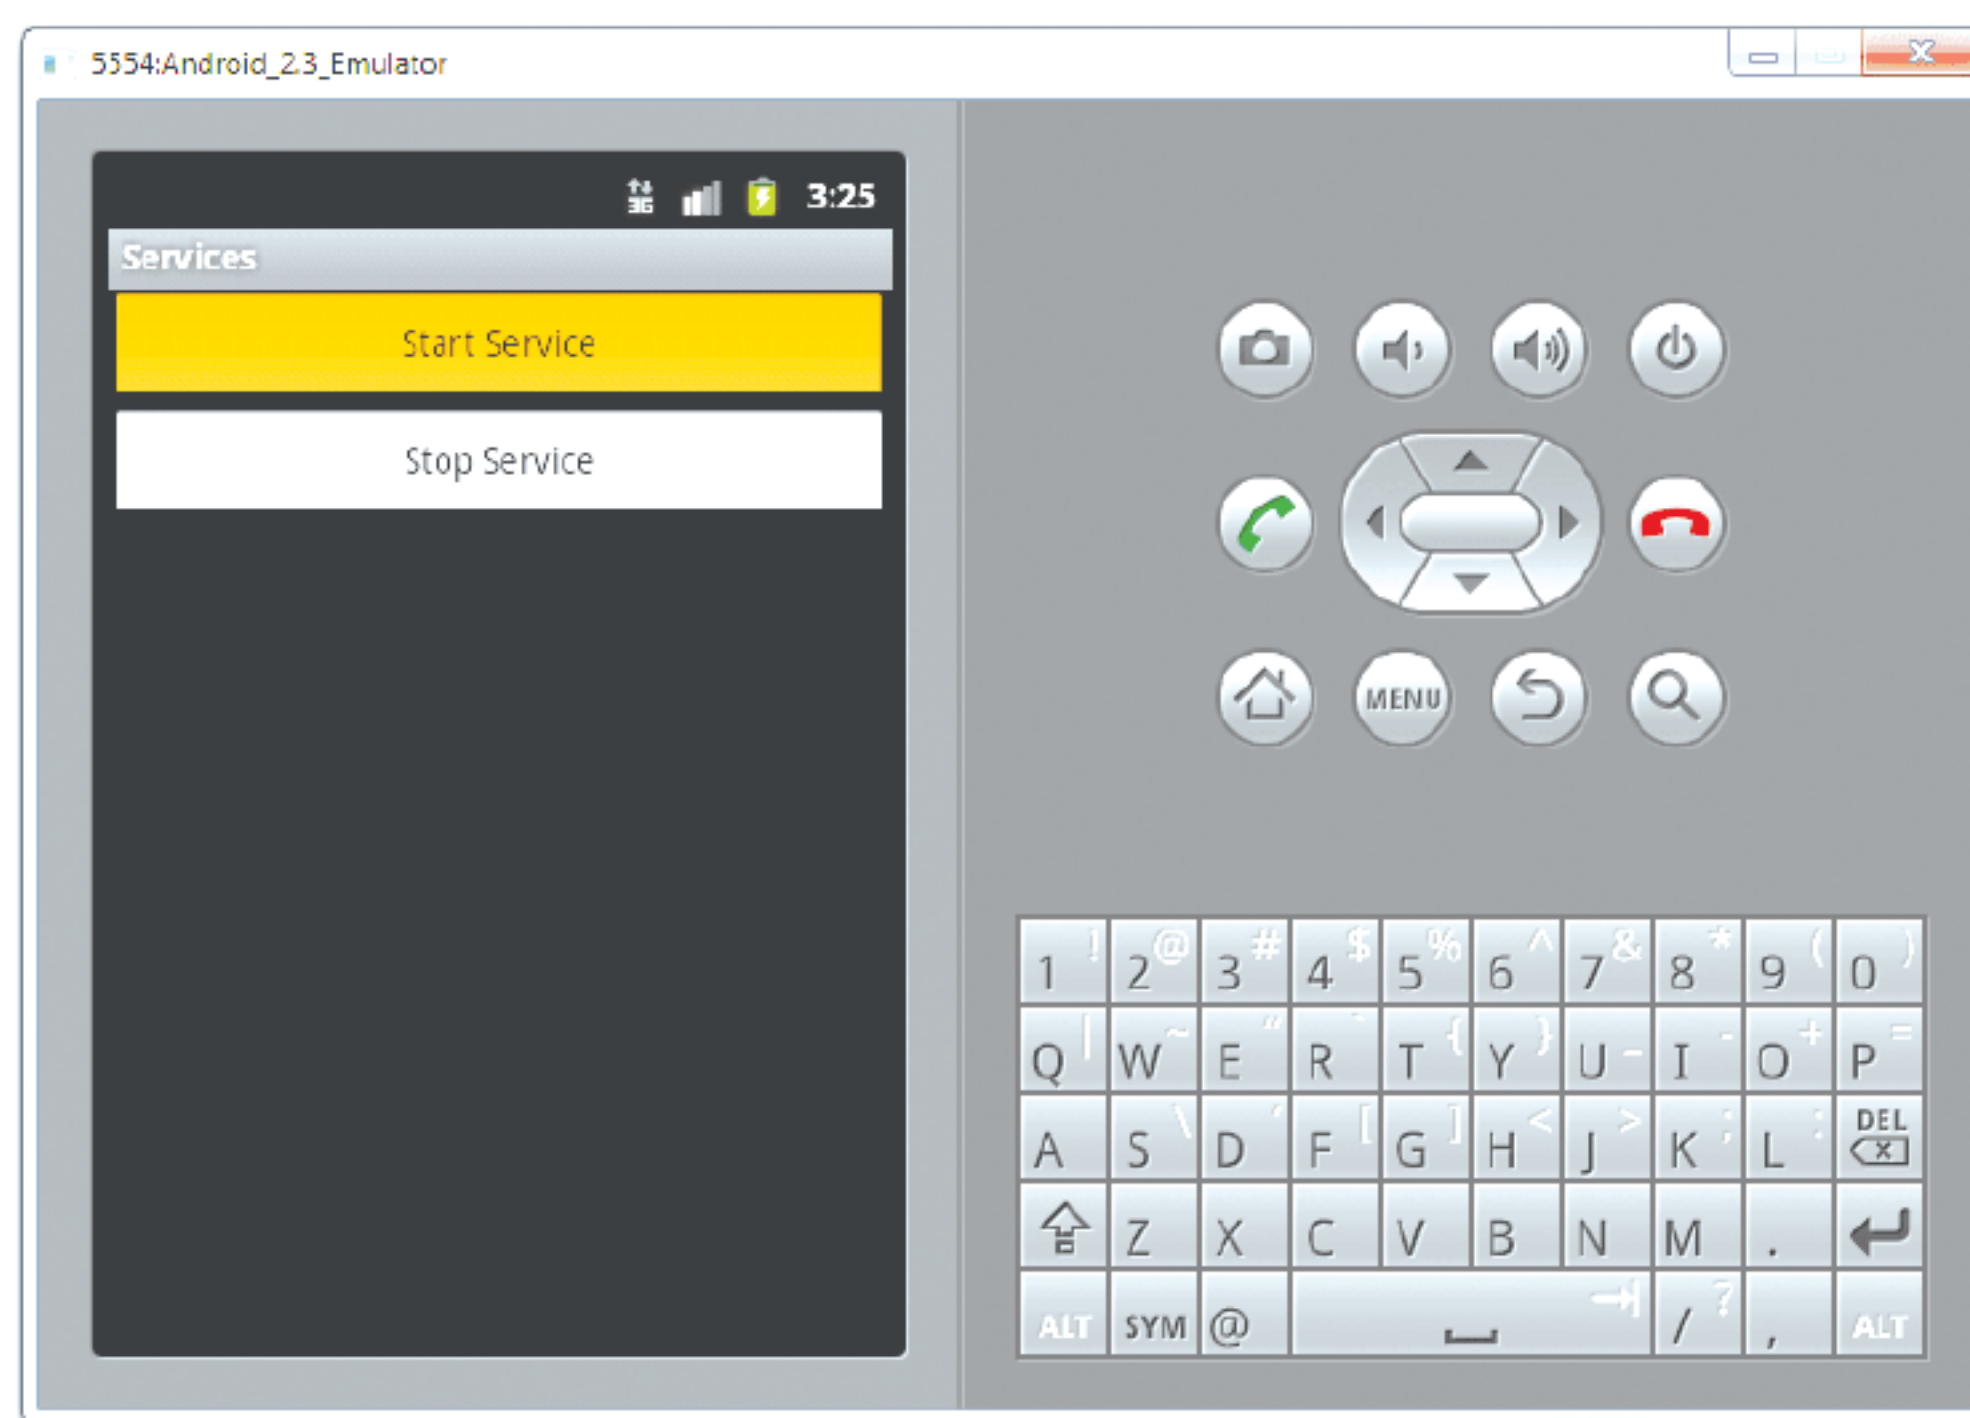 5554:Android_2.3_Emulator
3G 3:25
Services
Start Service
Stop Service
MENU
1 ! 2 @ 3 # 4 $ 5 % 6 ^ 7 & 8 * 9 ( 0 )
Q | W ~ E " R ` T { Y } U _ I - O + P =
A S \ D ' F [ G ] H < J > K ; L : DEL
Z X C V B N M .
ALT SYM @ / ? , ALT